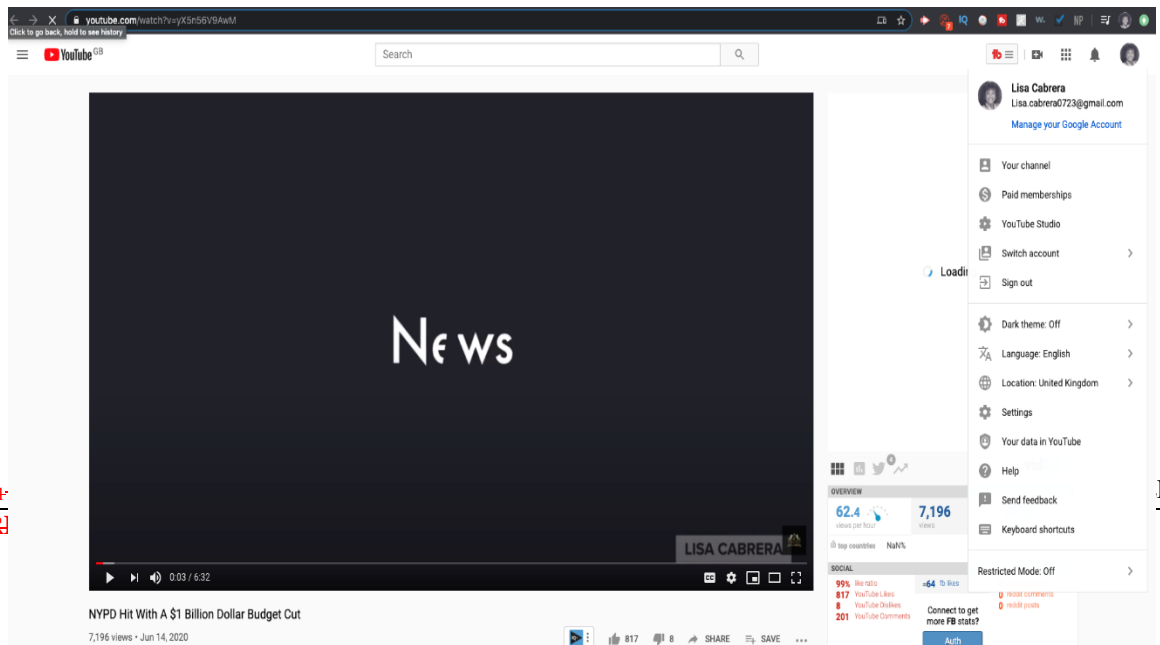 youtube.com/watch?v=yX5n56V9AwM
Click to go back, hold to see history
YouTube GB
Search
Lisa Cabrera
Lisa.cabrera0723@gmail.com
Manage your Google Account
Your channel
Paid memberships
YouTube Studio
Switch account
Sign out
Dark theme: Off
Language: English
Location: United Kingdom
Settings
Your data in YouTube
Help
Send feedback
Keyboard shortcuts
Restricted Mode: Off
News
LISA CABRERA
0:03 / 6:32
NYPD Hit With A $1 Billion Dollar Budget Cut
7,196 views • Jun 14, 2020
817 8 SHARE SAVE
Loadin
OVERVIEW
62.4 7,196
views per hour views
top countries NaN%
SOCIAL
99% like ratio ≈64 fb likes
817 YouTube Likes 0 reddit comments
8 YouTube Dislikes 0 reddit posts
201 YouTube Comments
Connect to get
more FB stats?
Auth